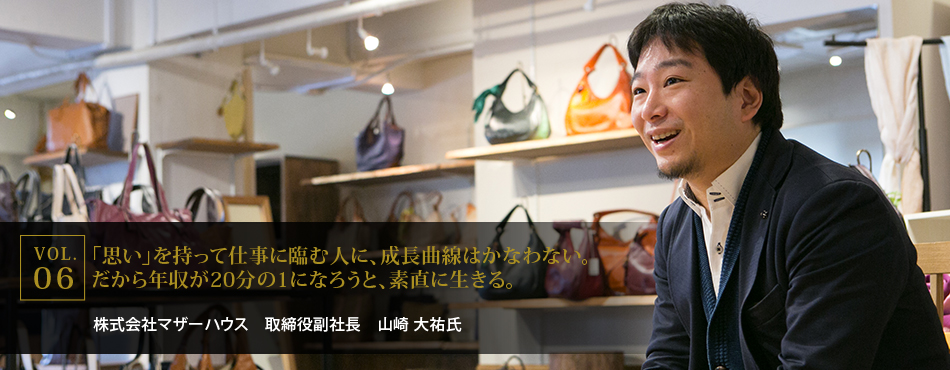 VOL.
06
「思い」を持って仕事に臨む人に、成長曲線はかなわない。
だから年収が20分の1になろうと、素直に生きる。
株式会社マザーハウス　取締役副社長　山崎 大祐氏